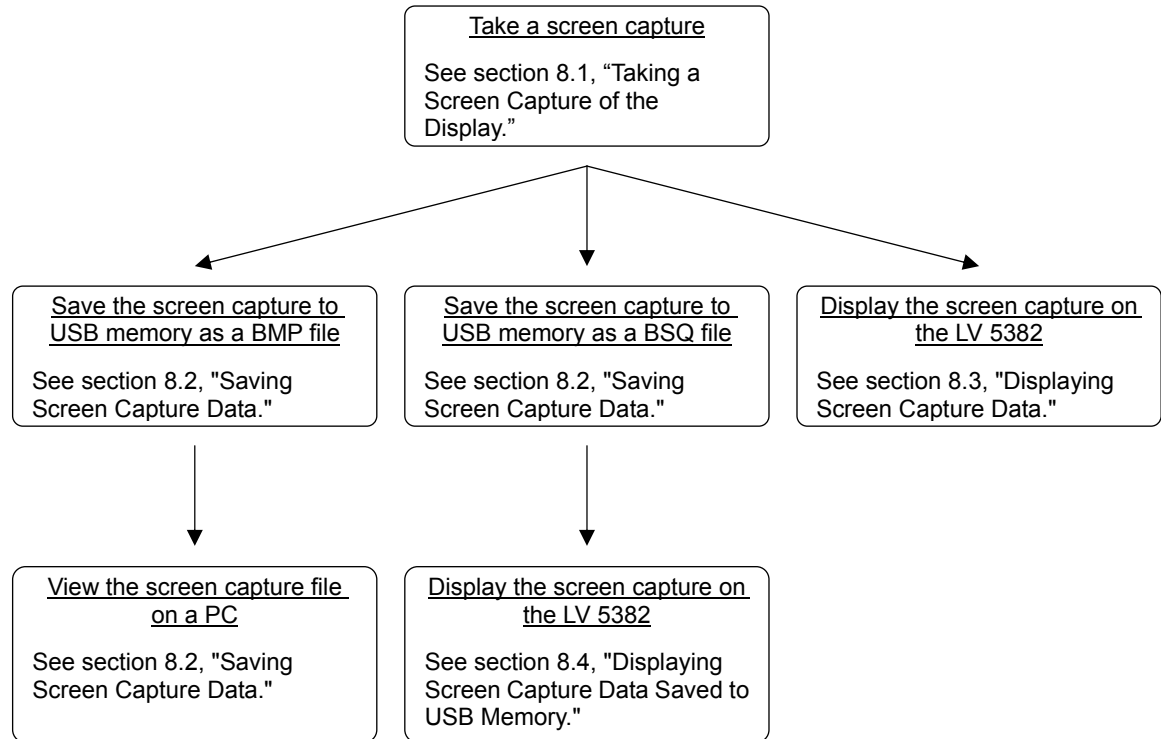 Take a screen capture
See section 8.1, “Taking a
Screen Capture of the
Display.”
Save the screen capture to
USB memory as a BMP file
See section 8.2, "Saving
Screen Capture Data."
Save the screen capture to
USB memory as a BSQ file
See section 8.2, "Saving
Screen Capture Data."
Display the screen capture on
the LV 5382
See section 8.3, "Displaying
Screen Capture Data."
View the screen capture file
on a PC
See section 8.2, "Saving
Screen Capture Data."
Display the screen capture on
the LV 5382
See section 8.4, "Displaying
Screen Capture Data Saved to
USB Memory."